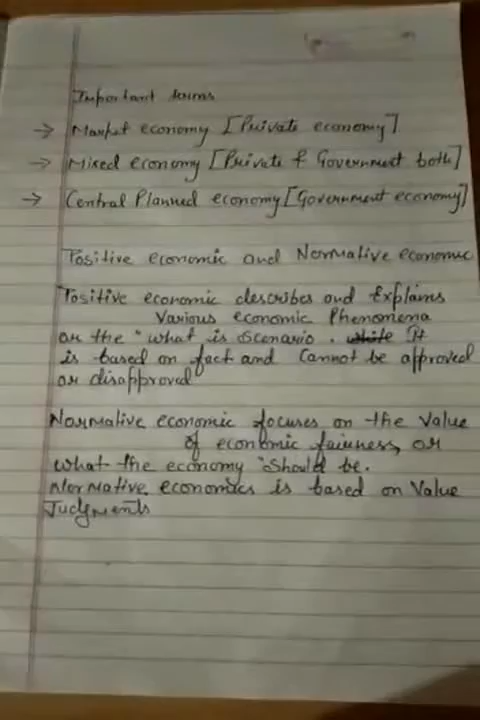 Important terms
→ Market economy [Private economy]
→ Mixed economy [Private & Government both]
→ Central Planned economy [Government economy]
Positive economic and Normative economic
Positive economic describes and Explains
Various economic Phenomena
or the "what is Scenario. It
is based on fact and Cannot be approved
or disapproved
Normative economic focuses on the Value
of economic fairness, or
what the economy "Should be.
Normative economics is based on Value
Judgments